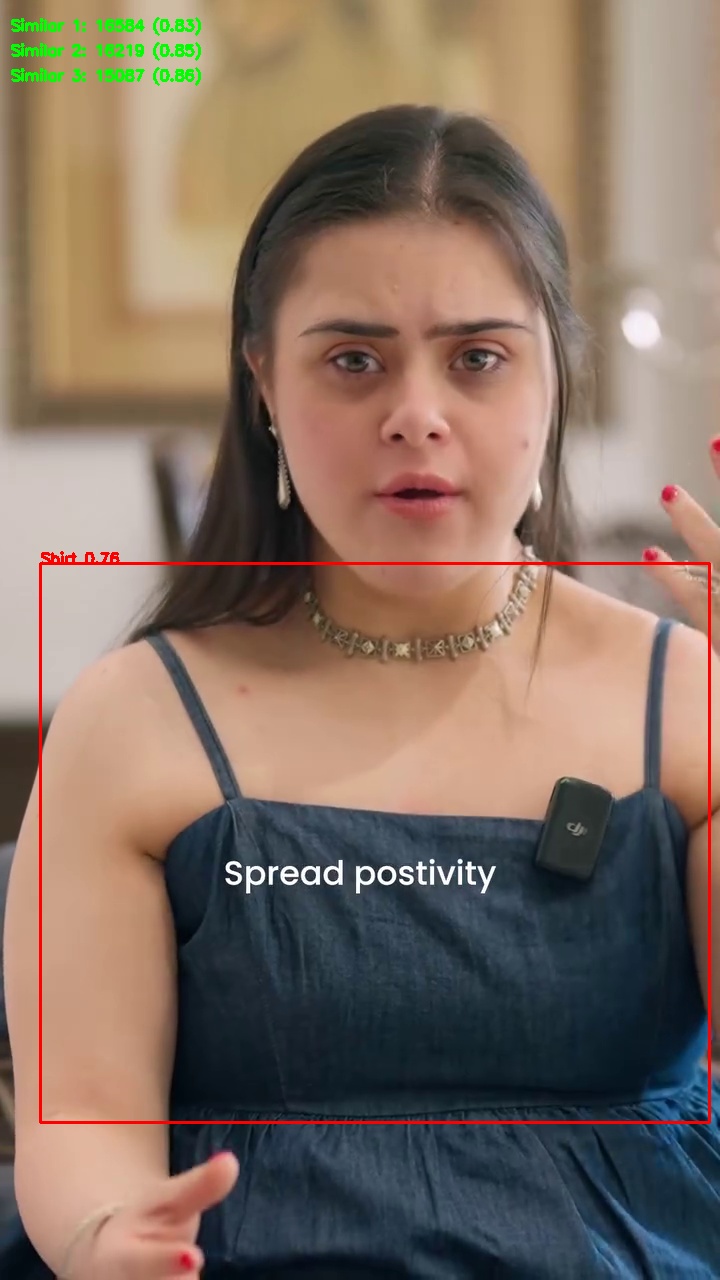 Similar 1: 16584 (0.83)
Similar 2: 16219 (0.85)
Similar 3: 15087 (0.86)
Shirt 0.76
dji
Spread postivity